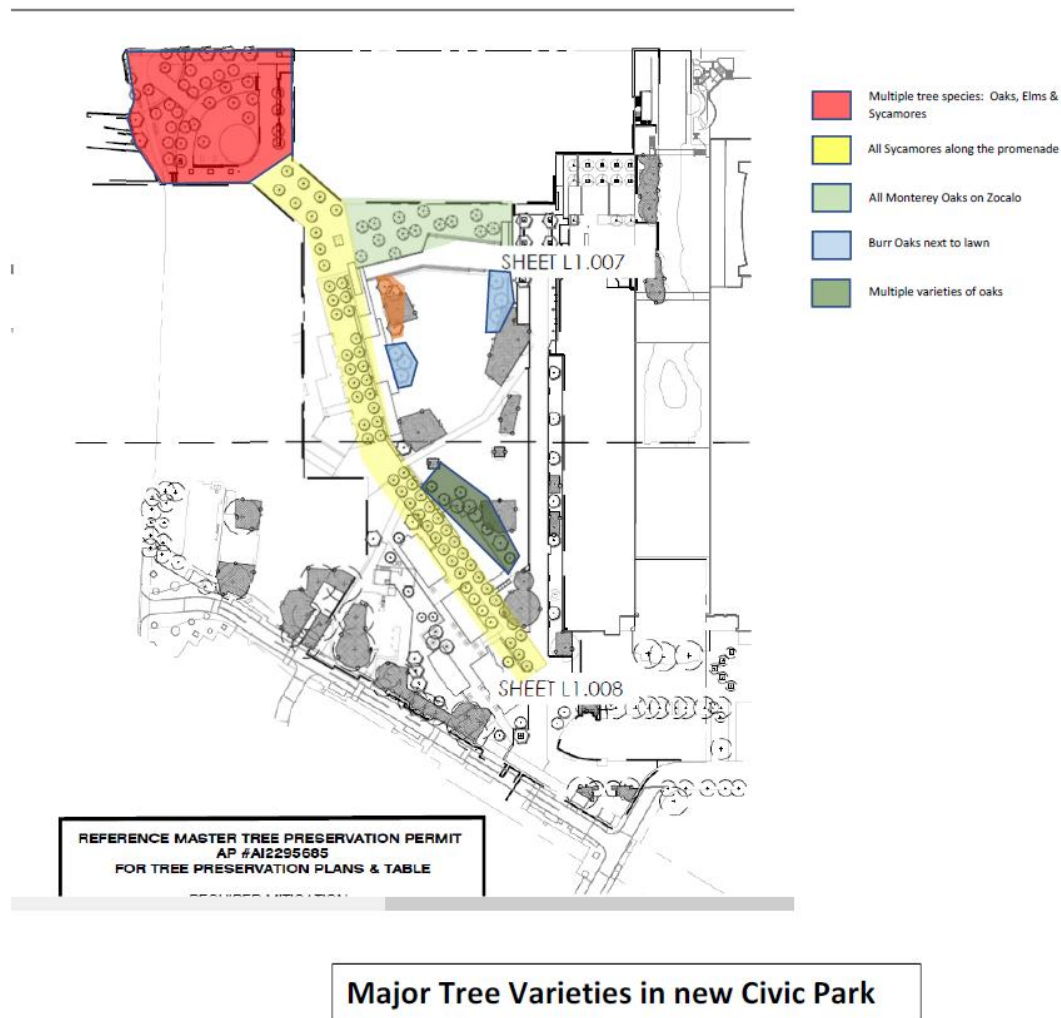 Multiple tree species: Oaks, Elms &
Sycamores
All Sycamores along the promenade
All Monterey Oaks on Zocalo
Burr Oaks next to lawn
Multiple varieties of oaks
SHEET L1.007
SHEET L1.008
REFERENCE MASTER TREE PRESERVATION PERMIT
AP #AI2295685
FOR TREE PRESERVATION PLANS & TABLE
REQUIRED MITIGATION
Major Tree Varieties in new Civic Park